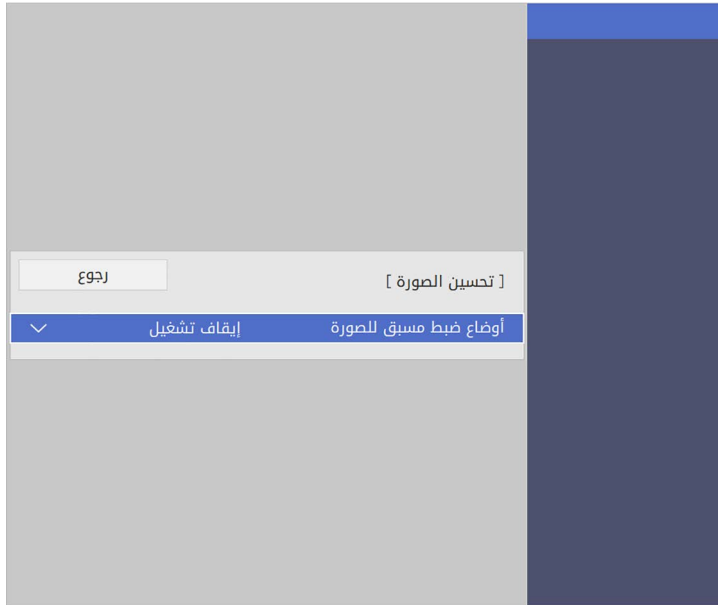 [ تحسين الصورة ] رجوع
أوضاع ضبط مسبق للصورة إيقاف تشغيل